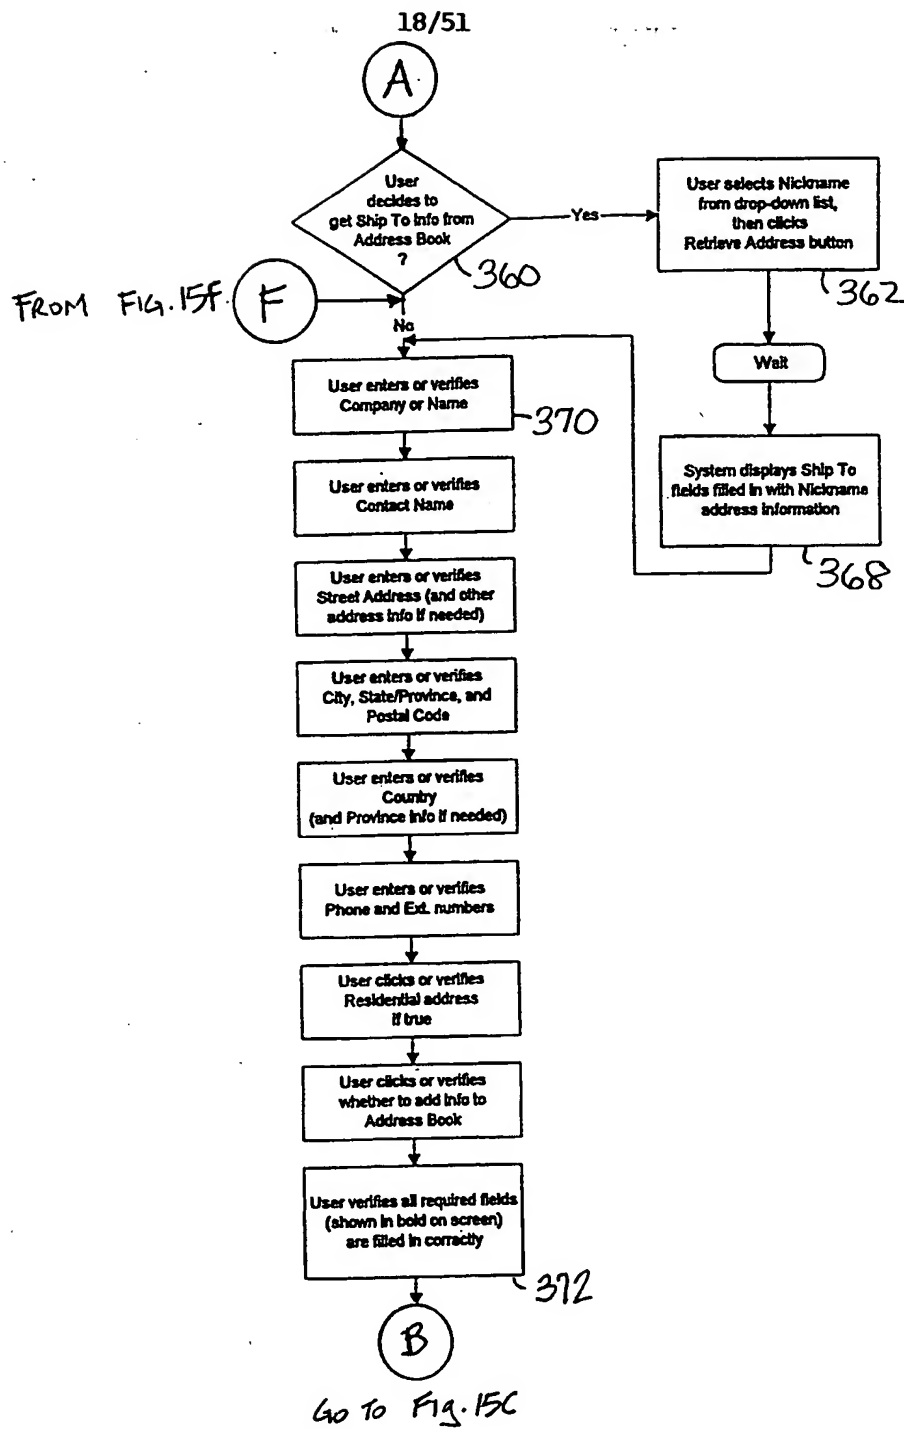 18/51
A
User
decides to
get Ship To Info from
Address Book
?
360
Yes
User selects Nickname
from drop-down list,
then clicks
Retrieve Address button
362
FROM FIG.15f.
F
No
Wait
User enters or verifies
Company or Name
370
System displays Ship To
fields filled in with Nickname
address information
368
User enters or verifies
Contact Name
User enters or verifies
Street Address (and other
address info if needed)
User enters or verifies
City, State/Province, and
Postal Code
User enters or verifies
Country
(and Province info if needed)
User enters or verifies
Phone and Ext. numbers
User clicks or verifies
Residential address
if true
User clicks or verifies
whether to add info to
Address Book
User verifies all required fields
(shown in bold on screen)
are filled in correctly
372
B
Go To Fig.15C